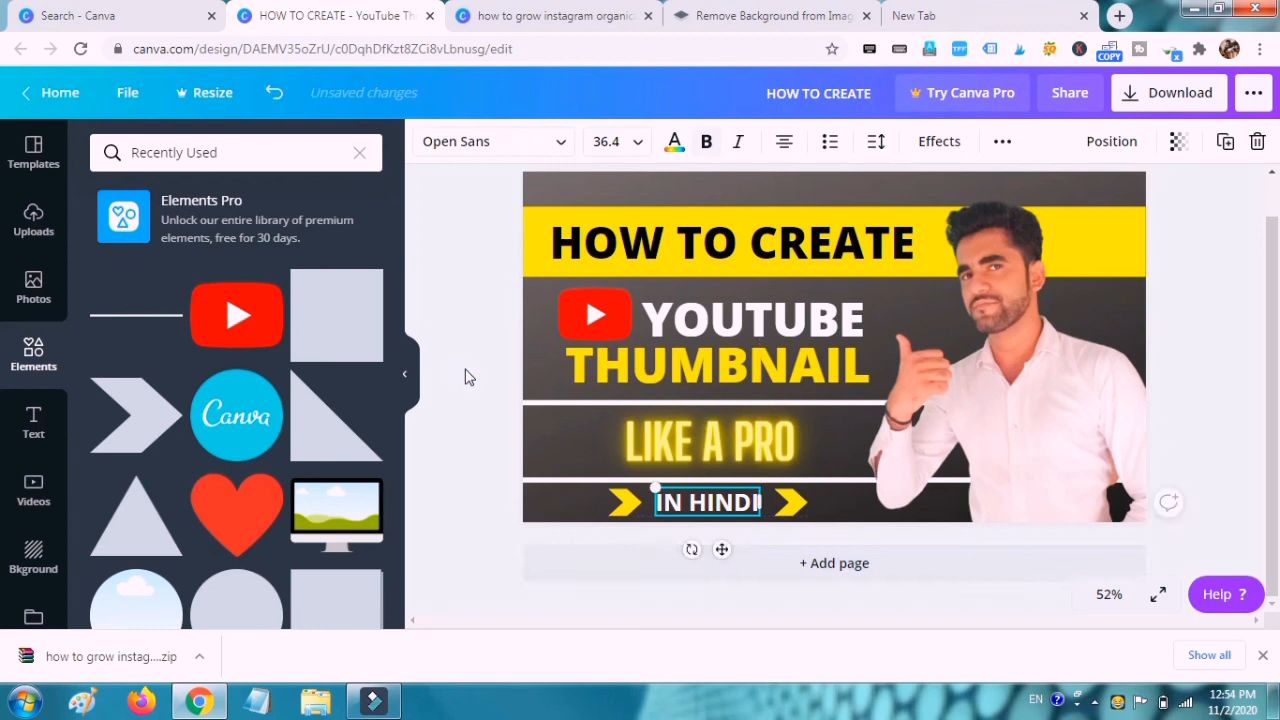 Search - Canva
HOW TO CREATE - YouTube Th
how to grow instagram organic
Remove Background from Imag
New Tab
canva.com/design/DAEMV35oZrU/c0DqhDfKzt8ZCi8vLbnusg/edit
COPY
Home
File
Resize
Unsaved changes
HOW TO CREATE
Try Canva Pro
Share
Download
Open Sans
36.4
A
B
I
Effects
Position
Templates
Uploads
Photos
Elements
Text
Videos
Bkground
Recently Used
Elements Pro
Unlock our entire library of premium
elements, free for 30 days.
Canva
HOW TO CREATE
YOUTUBE
THUMBNAIL
LIKE A PRO
IN HINDI
+ Add page
52%
Help ?
how to grow instag....zip
Show all
EN
12:54 PM
11/2/2020